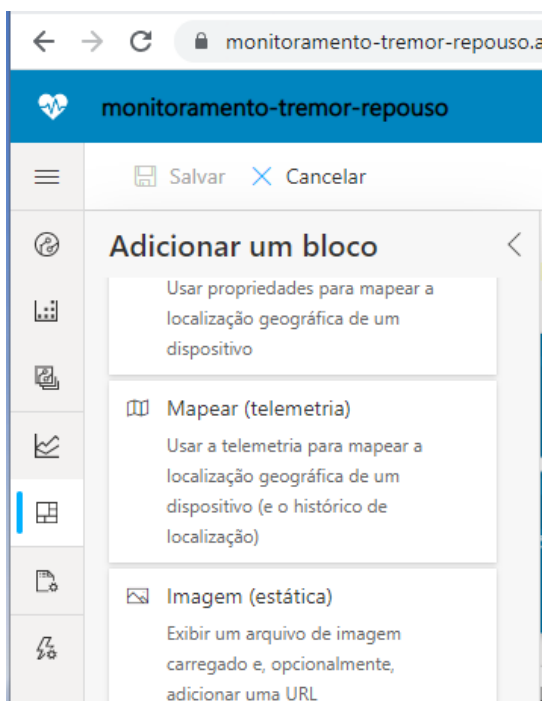 monitoramento-tremor-repouso.a
monitoramento-tremor-repouso
Salvar Cancelar
Adicionar um bloco
Usar propriedades para mapear a
localização geográfica de um
dispositivo
Mapear (telemetria)
Usar a telemetria para mapear a
localização geográfica de um
dispositivo (e o histórico de
localização)
Imagem (estática)
Exibir um arquivo de imagem
carregado e, opcionalmente,
adicionar uma URL